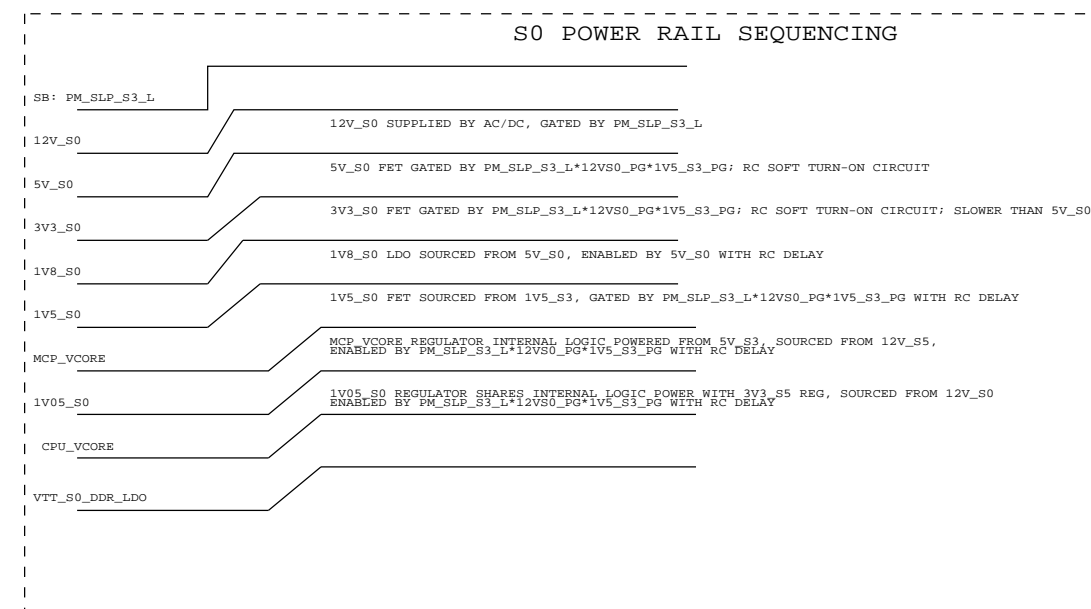 S0 POWER RAIL SEQUENCING
SB: PM_SLP_S3_L
12V_S0 SUPPLIED BY AC/DC, GATED BY PM_SLP_S3_L
12V_S0
5V_S0 FET GATED BY PM_SLP_S3_L*12VS0_PG*1V5_S3_PG; RC SOFT TURN-ON CIRCUIT
5V_S0
3V3_S0 FET GATED BY PM_SLP_S3_L*12VS0_PG*1V5_S3_PG; RC SOFT TURN-ON CIRCUIT; SLOWER THAN 5V_S0
3V3_S0
1V8_S0 LDO SOURCED FROM 5V_S0, ENABLED BY 5V_S0 WITH RC DELAY
1V8_S0
1V5_S0 FET SOURCED FROM 1V5_S3, GATED BY PM_SLP_S3_L*12VS0_PG*1V5_S3_PG WITH RC DELAY
1V5_S0
MCP_VCORE REGULATOR INTERNAL LOGIC POWERED FROM 5V_S3, SOURCED FROM 12V_S5,
ENABLED BY PM_SLP_S3_L*12VS0_PG*1V5_S3_PG WITH RC DELAY
MCP_VCORE
1V05_S0 REGULATOR SHARES INTERNAL LOGIC POWER WITH 3V3_S5 REG, SOURCED FROM 12V_S0
ENABLED BY PM_SLP_S3_L*12VS0_PG*1V5_S3_PG WITH RC DELAY
1V05_S0
CPU_VCORE
VTT_S0_DDR_LDO